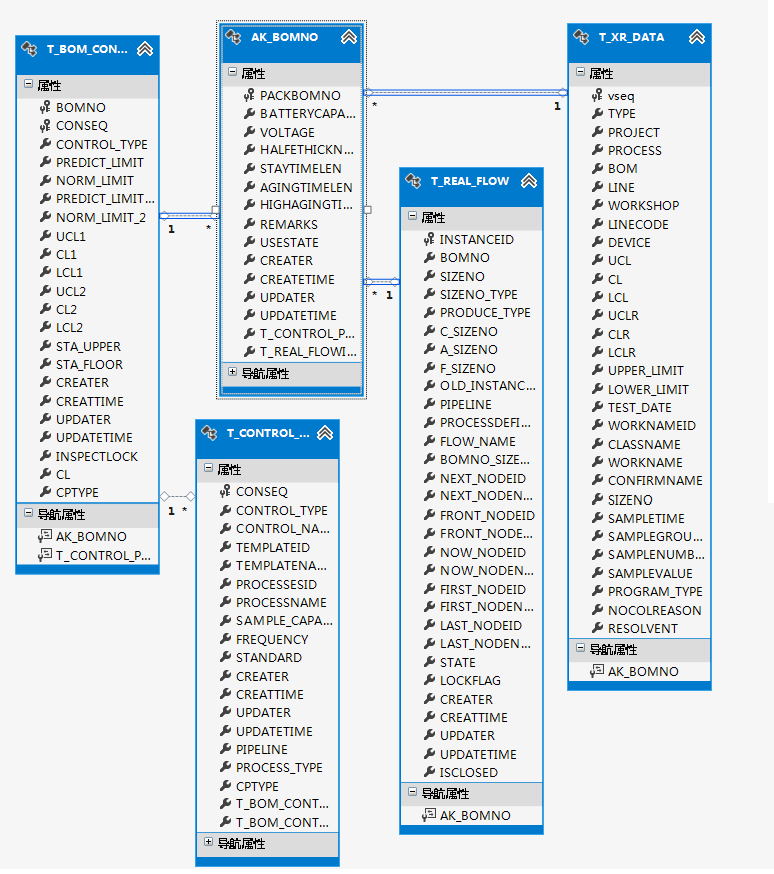 T_BOM_CON...
属性
BOMNO
CONSEQ
CONTROL_TYPE
PREDICT_LIMIT
NORM_LIMIT
PREDICT_LIMIT...
NORM_LIMIT_2
UCL1
CL1
LCL1
UCL2
CL2
LCL2
STA_UPPER
STA_FLOOR
CREATER
CREATTIME
UPDATER
UPDATETIME
INSPECTLOCK
CL
CPTYPE
导航属性
AK_BOMNO
T_CONTROL_P...
1
*
1 *
AK_BOMNO
属性
PACKBOMNO
BATTERYCAPA...
VOLTAGE
HALFETHICKN...
STAYTIMELEN
AGINGTIMELEN
HIGHAGINGTI...
REMARKS
USESTATE
CREATER
CREATETIME
UPDATER
UPDATETIME
T_CONTROL_P...
T_REAL_FLOWI...
导航属性
*
1
* 1
T_CONTROL_...
属性
CONSEQ
CONTROL_TYPE
CONTROL_NA...
TEMPLATEID
TEMPLATENA...
PROCESSESID
PROCESSNAME
SAMPLE_CAPA...
FREQUENCY
STANDARD
CREATER
CREATTIME
UPDATER
UPDATETIME
PIPELINE
PROCESS_TYPE
CPTYPE
T_BOM_CONT...
T_BOM_CONT...
导航属性
T_REAL_FLOW
属性
INSTANCEID
BOMNO
SIZENO
SIZENO_TYPE
PRODUCE_TYPE
C_SIZENO
A_SIZENO
F_SIZENO
OLD_INSTANC...
PIPELINE
PROCESSDEFI...
FLOW_NAME
BOMNO_SIZE...
NEXT_NODEID
NEXT_NODEN...
FRONT_NODEID
FRONT_NODE...
NOW_NODEID
NOW_NODEN...
FIRST_NODEID
FIRST_NODEN...
LAST_NODEID
LAST_NODEN...
STATE
LOCKFLAG
CREATER
CREATTIME
UPDATER
UPDATETIME
ISCLOSED
导航属性
AK_BOMNO
T_XR_DATA
属性
vseq
TYPE
PROJECT
PROCESS
BOM
LINE
WORKSHOP
LINECODE
DEVICE
UCL
CL
LCL
UCLR
CLR
LCLR
UPPER_LIMIT
LOWER_LIMIT
TEST_DATE
WORKNAMEID
CLASSNAME
WORKNAME
CONFIRMNAME
SIZENO
SAMPLETIME
SAMPLEGROU...
SAMPLENUMB...
SAMPLEVALUE
PROGRAM_TYPE
NOCOLREASON
RESOLVENT
导航属性
AK_BOMNO